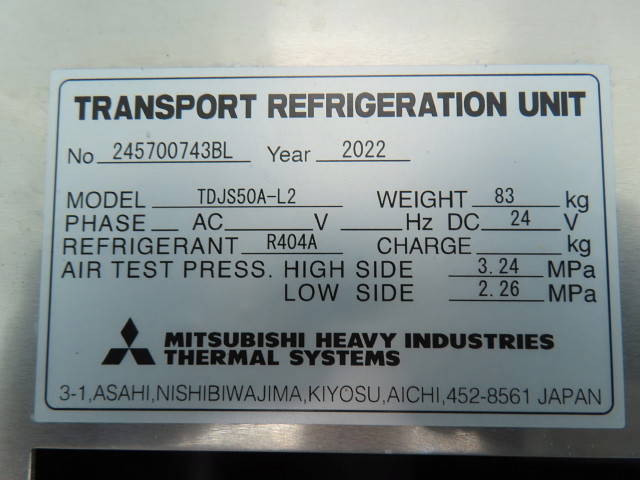 TRANSPORT REFRIGERATION UNIT
No 245700743BL Year 2022
MODEL TDJS50A-L2 WEIGHT 83 kg
PHASE AC V Hz DC 24 V
REFRIGERANT R404A CHARGE kg
AIR TEST PRESS. HIGH SIDE 3.24 MPa
LOW SIDE 2.26 MPa
MITSUBISHI HEAVY INDUSTRIES
THERMAL SYSTEMS
3-1,ASAHI,NISHIBIWAJIMA,KIYOSU,AICHI,452-8561 JAPAN